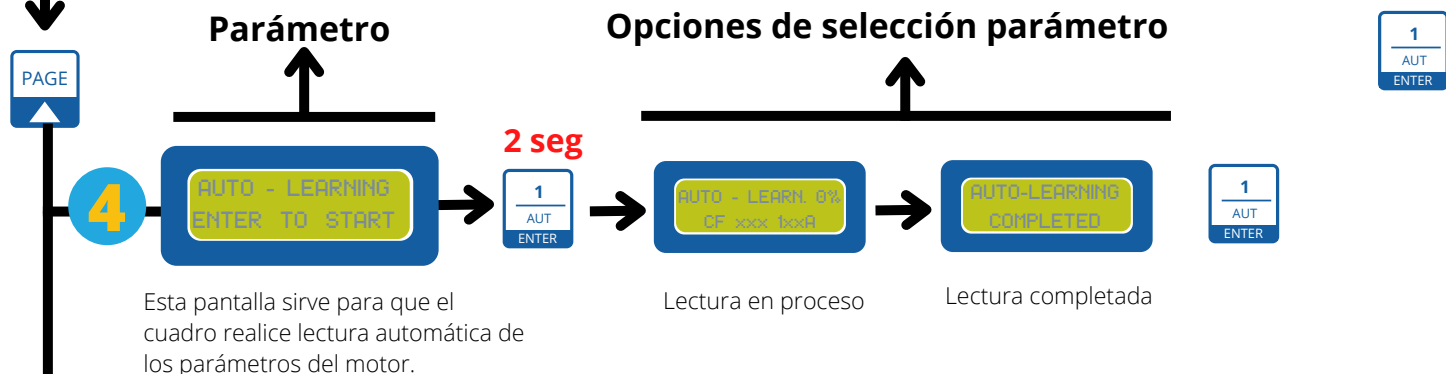 Parámetro
Opciones de selección parámetro
PAGE
1
AUT
ENTER
2 seg
4
AUTO - LEARNING
ENTER TO START
1
AUT
ENTER
AUTO - LEARN. 0%
CF xxx 1xxA
AUTO-LEARNING
COMPLETED
1
AUT
ENTER
Esta pantalla sirve para que el
cuadro realice lectura automática de
los parámetros del motor.
Lectura en proceso
Lectura completada